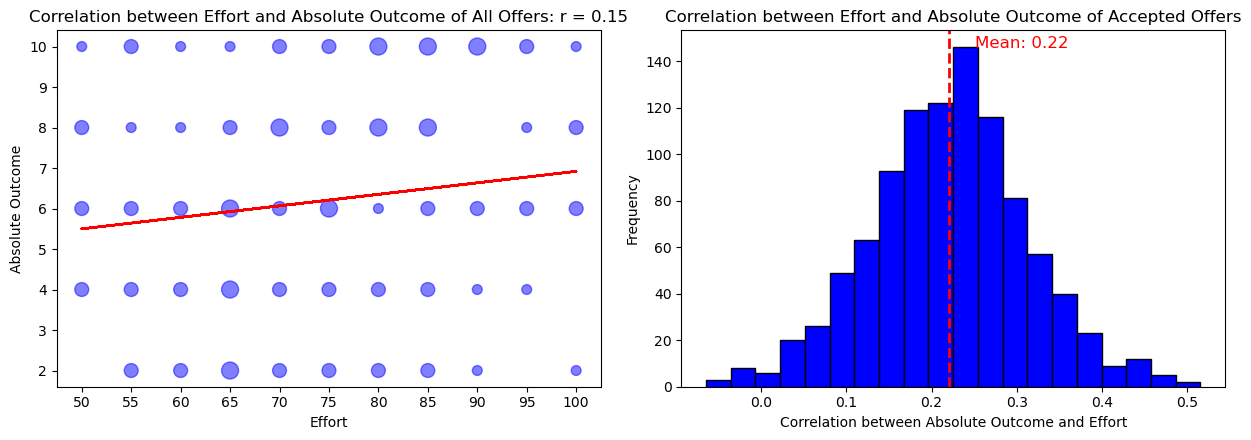 Correlation between Effort and Absolute Outcome of All Offers: r = 0.15
Absolute Outcome
10
9
8
7
6
5
4
3
2
50 55 60 65 70 75 80 85 90 95 100
Effort
Correlation between Effort and Absolute Outcome of Accepted Offers
Mean: 0.22
Frequency
140
120
100
80
60
40
20
0
0.0 0.1 0.2 0.3 0.4 0.5
Correlation between Absolute Outcome and Effort